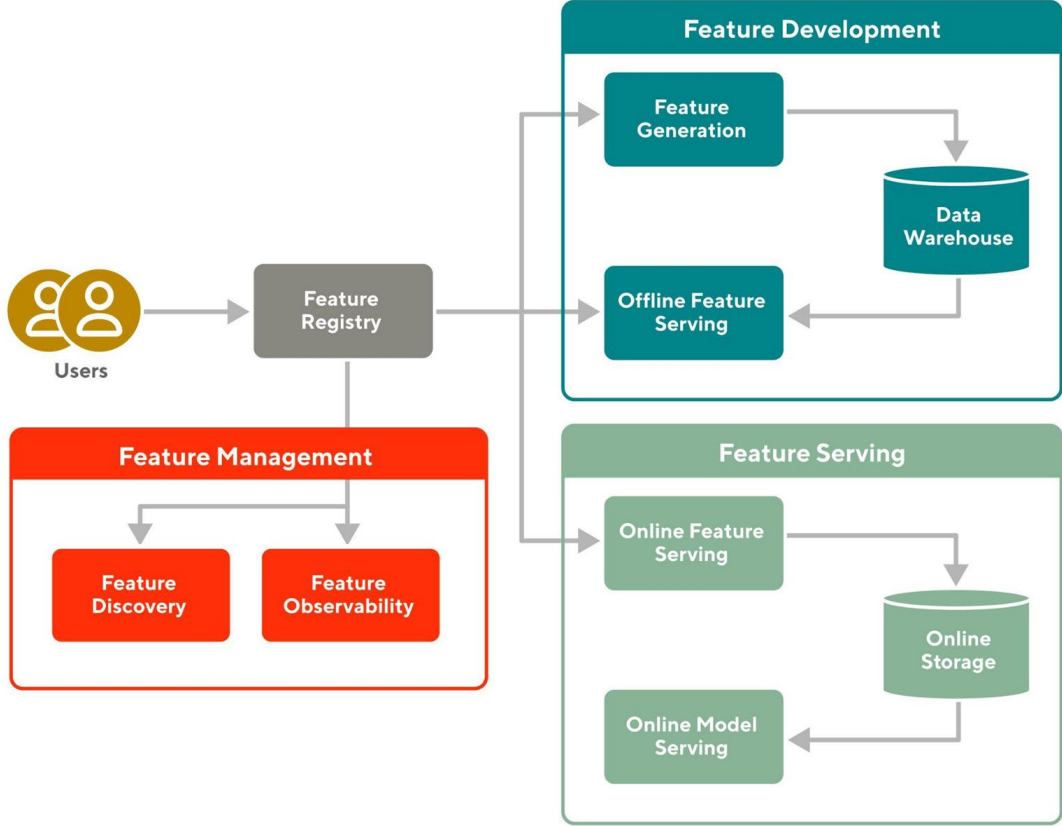 Feature Development
Feature
Generation
Data
Warehouse
Offline Feature
Serving
Users
Feature
Registry
Feature Management
Feature
Discovery
Feature
Observability
Feature Serving
Online Feature
Serving
Online
Storage
Online Model
Serving